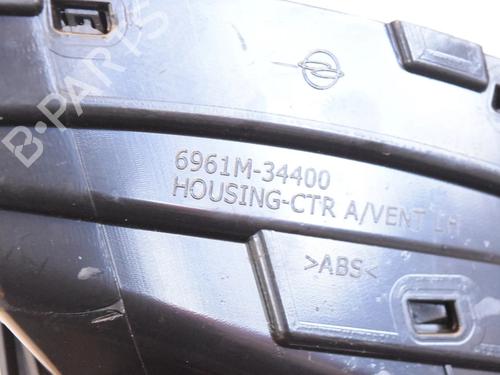 B-PARTS
6961M-34400
HOUSING-CTR A/VENT LH
>ABS<